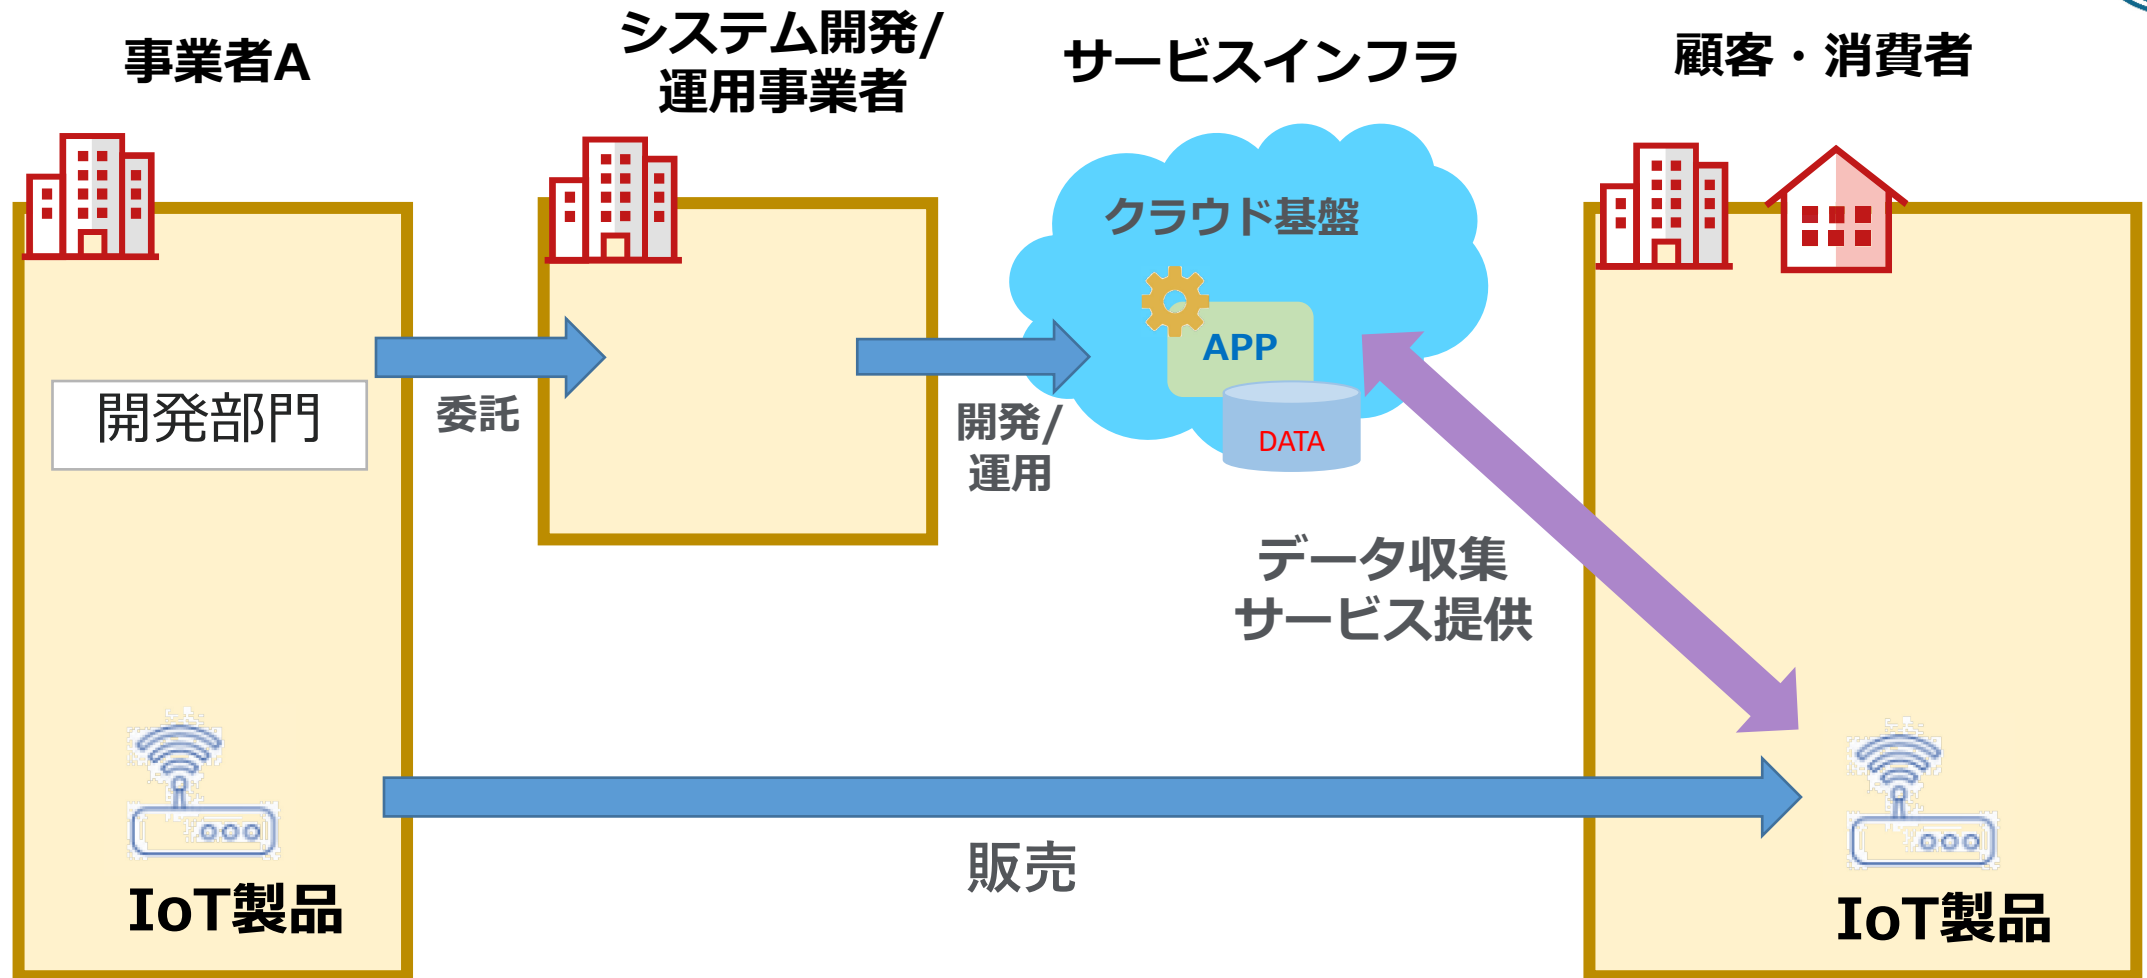 事業者A
システム開発/
運用事業者
サービスインフラ
顧客・消費者
クラウド基盤
APP
DATA
開発部門
委託
開発/
運用
データ収集
サービス提供
販売
IoT製品
IoT製品